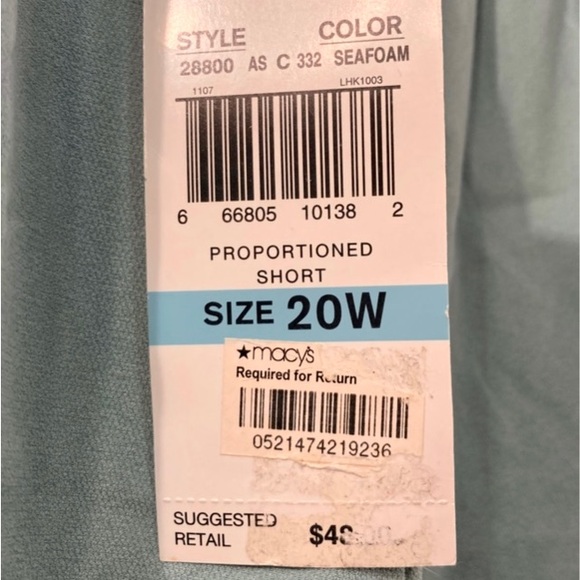 STYLE COLOR
28800 AS C 332 SEAFOAM
1107 LHK1003
6 66805 10138 2
PROPORTIONED
SHORT
SIZE 20W
★macy's
Required for Return
0521474219236
SUGGESTED
RETAIL